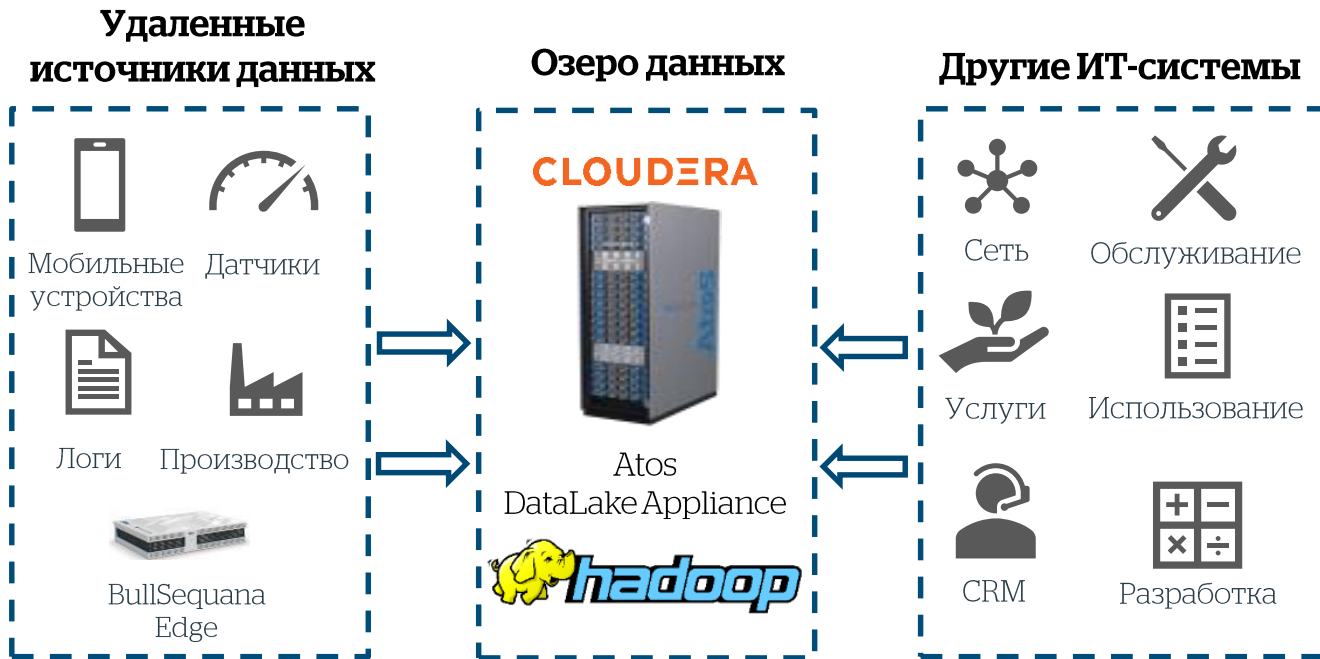 Удаленные
источники данных
Мобильные
устройства
Датчики
Логи
Производство
BullSequana
Edge
Озеро данных
CLOUDERA
Atos
Atos
DataLake Appliance
hadoop
Другие ИТ-системы
Сеть
Обслуживание
Услуги
Использование
CRM
Разработка